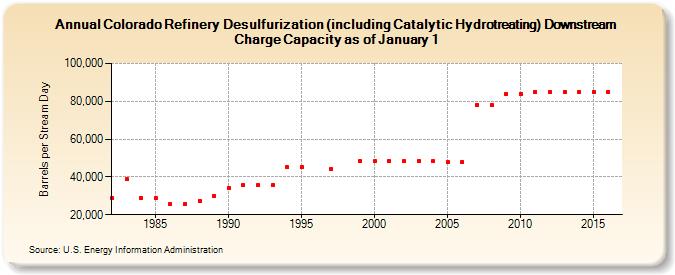 Annual Colorado Refinery Desulfurization (including Catalytic Hydrotreating) Downstream
Charge Capacity as of January 1
Barrels per Stream Day
100,000
80,000
60,000
40,000
20,000
1985 1990 1995 2000 2005 2010 2015
Source: U.S. Energy Information Administration